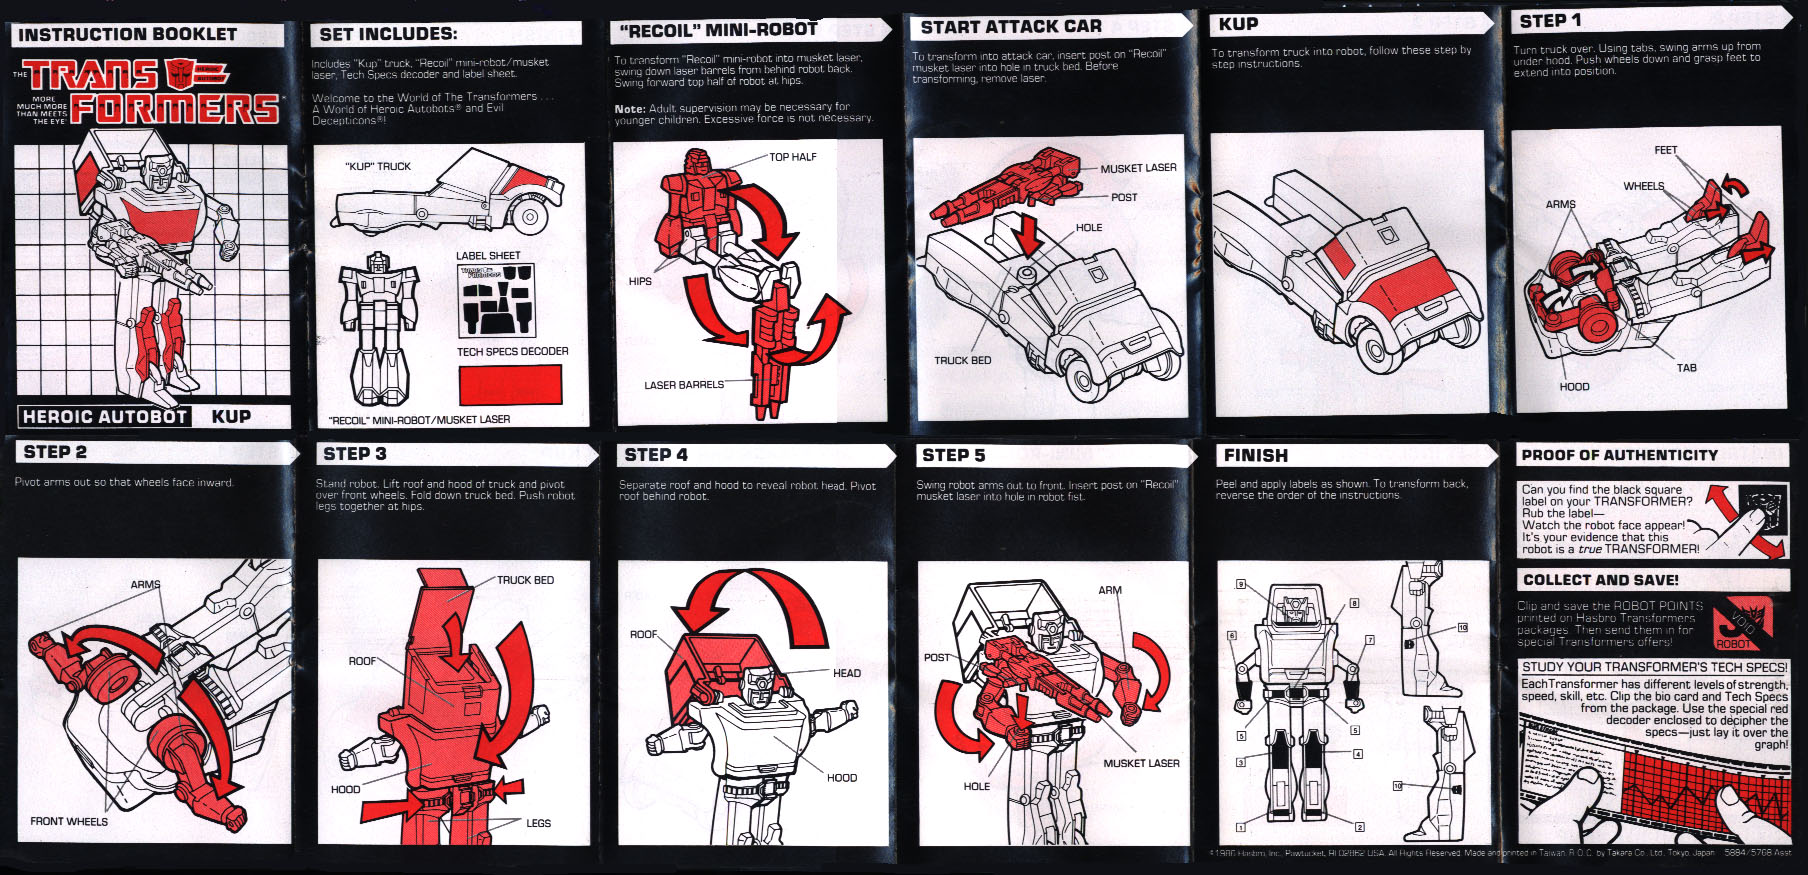 INSTRUCTION BOOKLET
THE TRANSFORMERS
HEROIC AUTOBOT
MORE
MUCH MORE
THAN MEETS
THE EYE
HEROIC AUTOBOT KUP
SET INCLUDES:
Includes "Kup" truck, "Recoil" mini-robot/musket
laser, Tech Specs decoder and label sheet.
Welcome to the World of The Transformers . . .
A World of Heroic Autobots® and Evil
Decepticons®!
"KUP" TRUCK
LABEL SHEET
TRANSFORMERS
TECH SPECS DECODER
"RECOIL" MINI-ROBOT/MUSKET LASER
"RECOIL" MINI-ROBOT
To transform "Recoil" mini-robot into musket laser,
swing down laser barrels from behind robot back.
Swing forward top half of robot at hips.
Note: Adult supervision may be necessary for
younger children. Excessive force is not necessary.
TOP HALF
HIPS
LASER BARRELS
START ATTACK CAR
To transform into attack car, insert post on "Recoil"
musket laser into hole in truck bed. Before
transforming, remove laser.
MUSKET LASER
POST
HOLE
TRUCK BED
KUP
To transform truck into robot, follow these step by
step instructions.
STEP 1
Turn truck over. Using tabs, swing arms up from
under hood. Push wheels down and grasp feet to
extend into position.
FEET
WHEELS
ARMS
TAB
HOOD
STEP 2
Pivot arms out so that wheels face inward.
ARMS
FRONT WHEELS
STEP 3
Stand robot. Lift roof and hood of truck and pivot
over front wheels. Fold down truck bed. Push robot
legs together at hips.
TRUCK BED
ROOF
HOOD
LEGS
STEP 4
Separate roof and hood to reveal robot head. Pivot
roof behind robot.
ROOF
HEAD
HOOD
STEP 5
Swing robot arms out to front. Insert post on "Recoil"
musket laser into hole in robot fist.
ARM
POST
MUSKET LASER
HOLE
FINISH
Peel and apply labels as shown. To transform back,
reverse the order of the instructions.
9
8
6
7
10
5
5
3
4
10
1
2
PROOF OF AUTHENTICITY
Can you find the black square
label on your TRANSFORMER?
Rub the label—
Watch the robot face appear!
It's your evidence that this
robot is a true TRANSFORMER!
COLLECT AND SAVE!
Clip and save the ROBOT POINTS
printed on Hasbro Transformers
packages. Then send them in for
special Transformers offers!
VOID
ROBOT
STUDY YOUR TRANSFORMER'S TECH SPECS!
Each Transformer has different levels of strength,
speed, skill, etc. Clip the bio card and Tech Specs
from the package. Use the special red
decoder enclosed to decipher the
specs—just lay it over the
graph!
©1986 Hasbro, Inc., Pawtucket, RI 02862 USA. All Rights Reserved. Made and printed in Taiwan, R.O.C. by Takara Co., Ltd., Tokyo, Japan 5884/5768 Asst